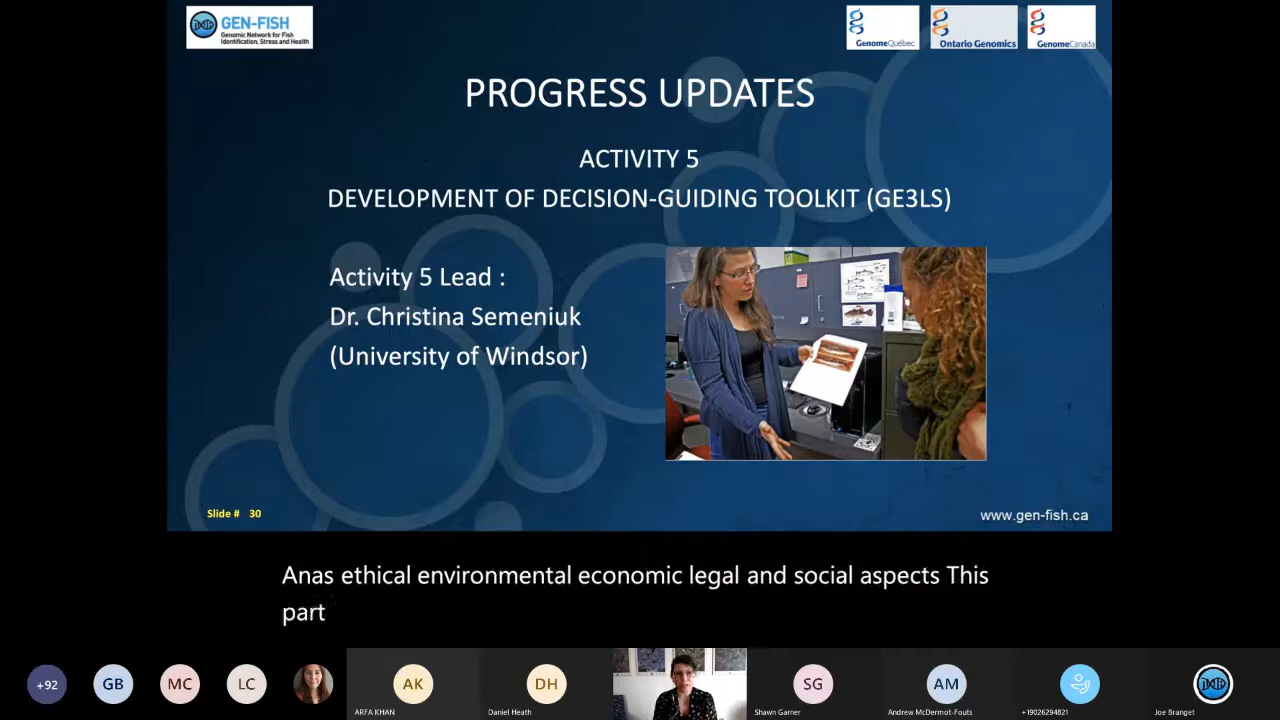 GEN-FISH
Genomic Network for Fish
Identification, Stress and Health
GenomeQuébec
Ontario Genomics
GenomeCanada
PROGRESS UPDATES
ACTIVITY 5
DEVELOPMENT OF DECISION-GUIDING TOOLKIT (GE3LS)
Activity 5 Lead :
Dr. Christina Semeniuk
(University of Windsor)
Slide # 30
www.gen-fish.ca
Anas ethical environmental economic legal and social aspects This
part
+92
GB
MC
LC
AK
DH
SG
AM
ARFA KHAN
Daniel Heath
Shawn Garner
Andrew McDermot-Fouts
+19026294821
Joe Branget